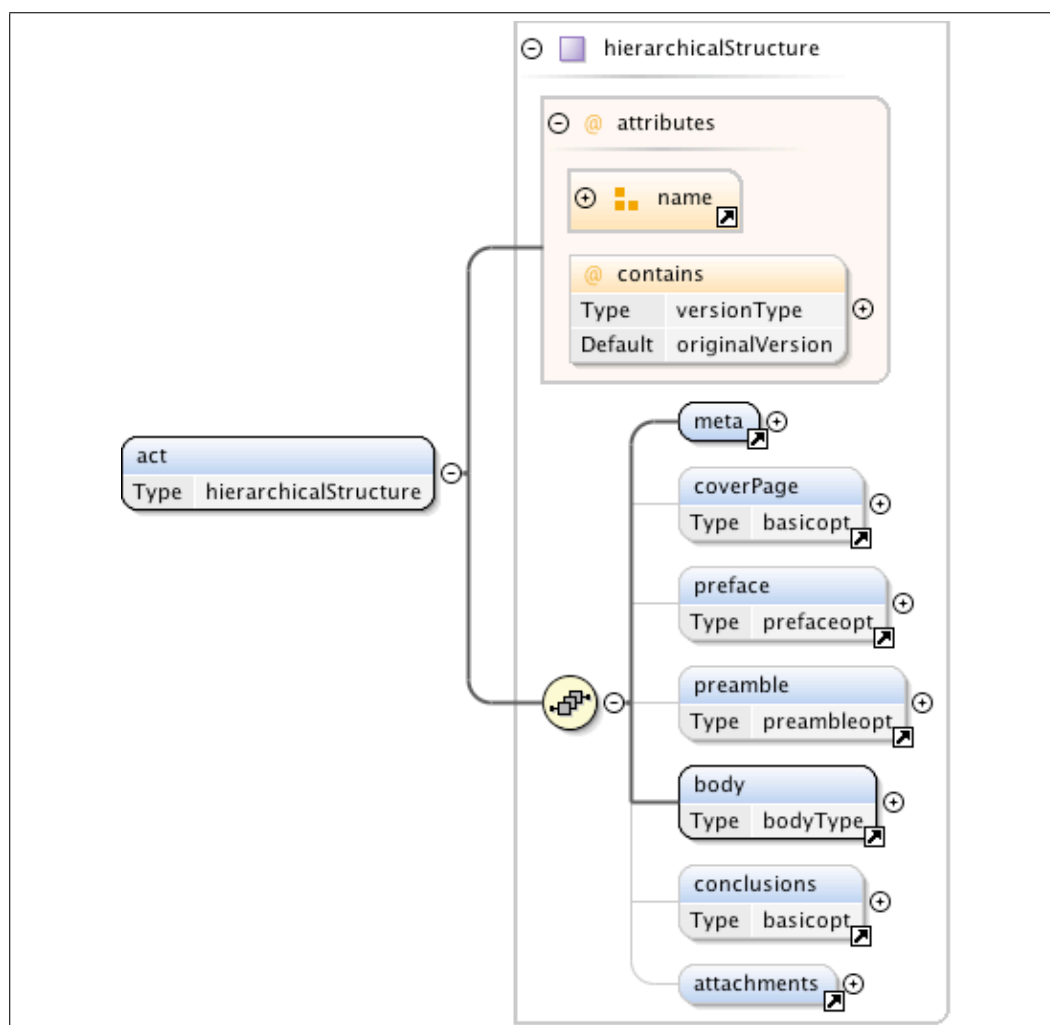 hierarchicalStructure
@ attributes
name
@ contains
Type versionType
Default originalVersion
act
Type hierarchicalStructure
meta
coverPage
Type basicopt
preface
Type prefaceopt
preamble
Type preambleopt
body
Type bodyType
conclusions
Type basicopt
attachments